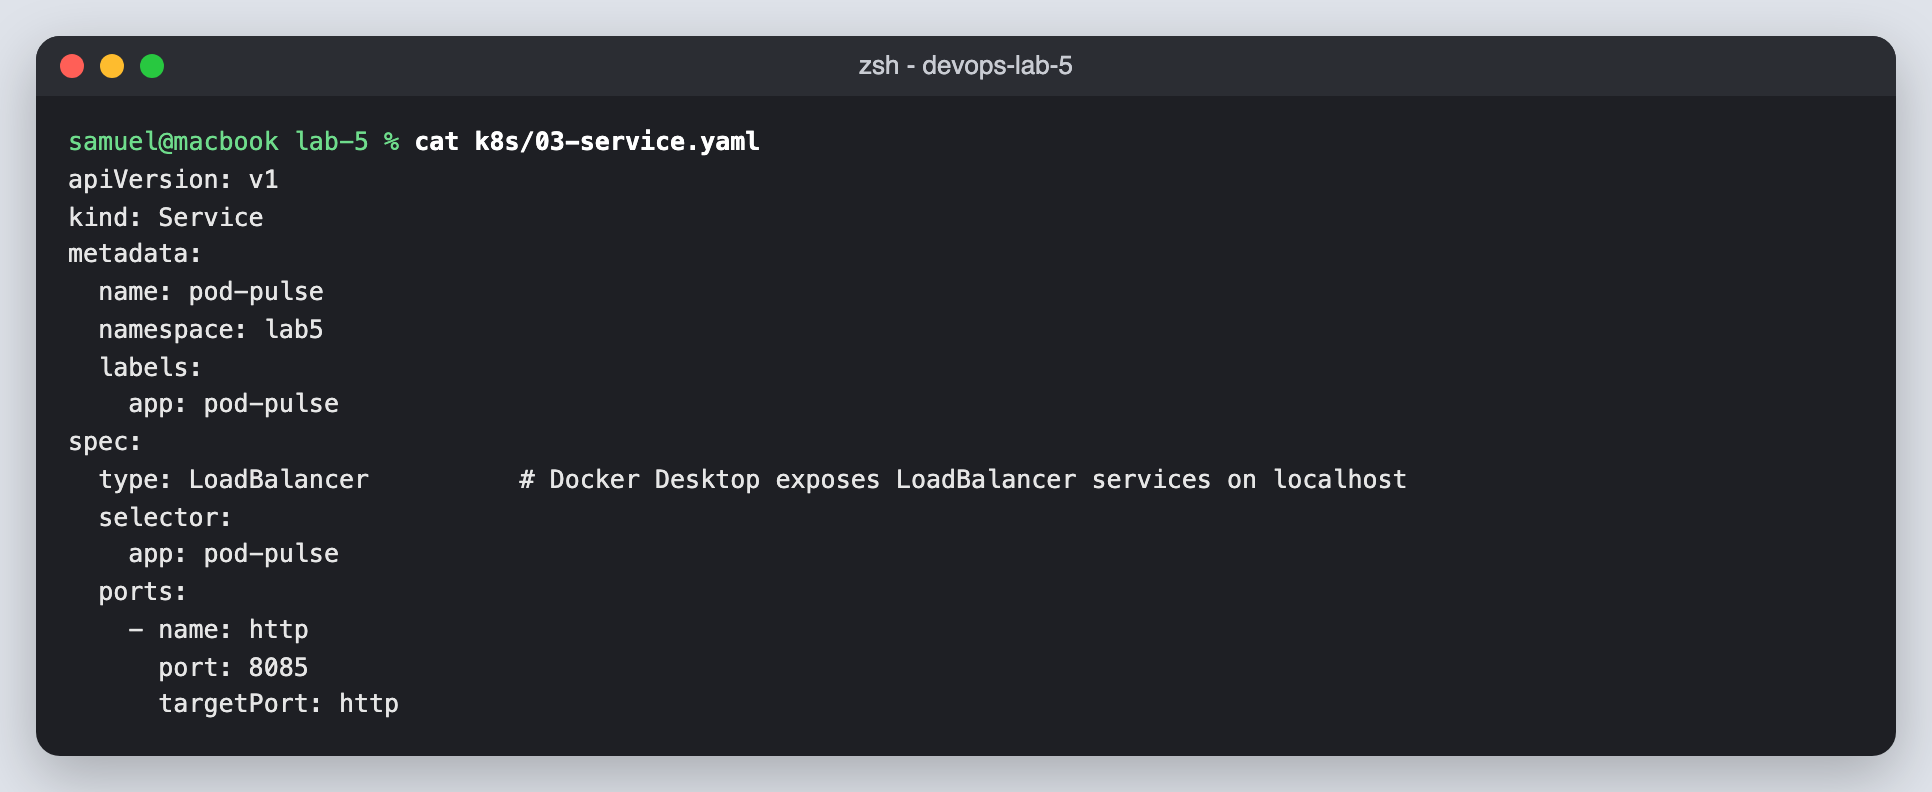 zsh - devops-lab-5
samuel@macbook lab-5 % cat k8s/03-service.yaml
apiVersion: v1
kind: Service
metadata:
  name: pod-pulse
  namespace: lab5
  labels:
    app: pod-pulse
spec:
  type: LoadBalancer          # Docker Desktop exposes LoadBalancer services on localhost
  selector:
    app: pod-pulse
  ports:
    - name: http
      port: 8085
      targetPort: http